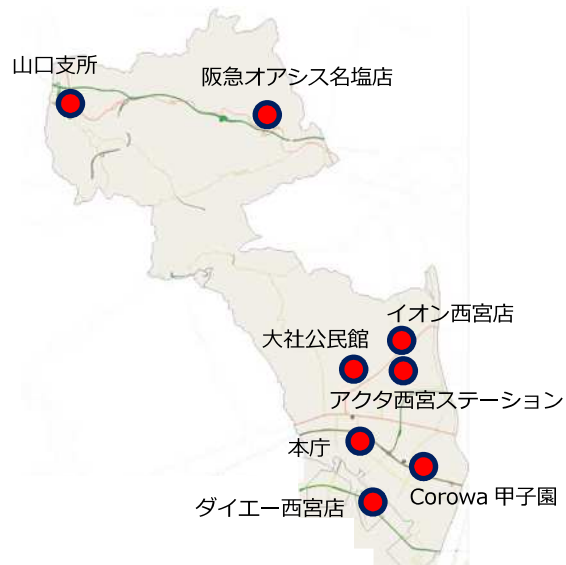 山口支所
阪急オアシス名塩店
イオン西宮店
大社公民館
アクタ西宮ステーション
本庁
Corowa 甲子園
ダイエー西宮店